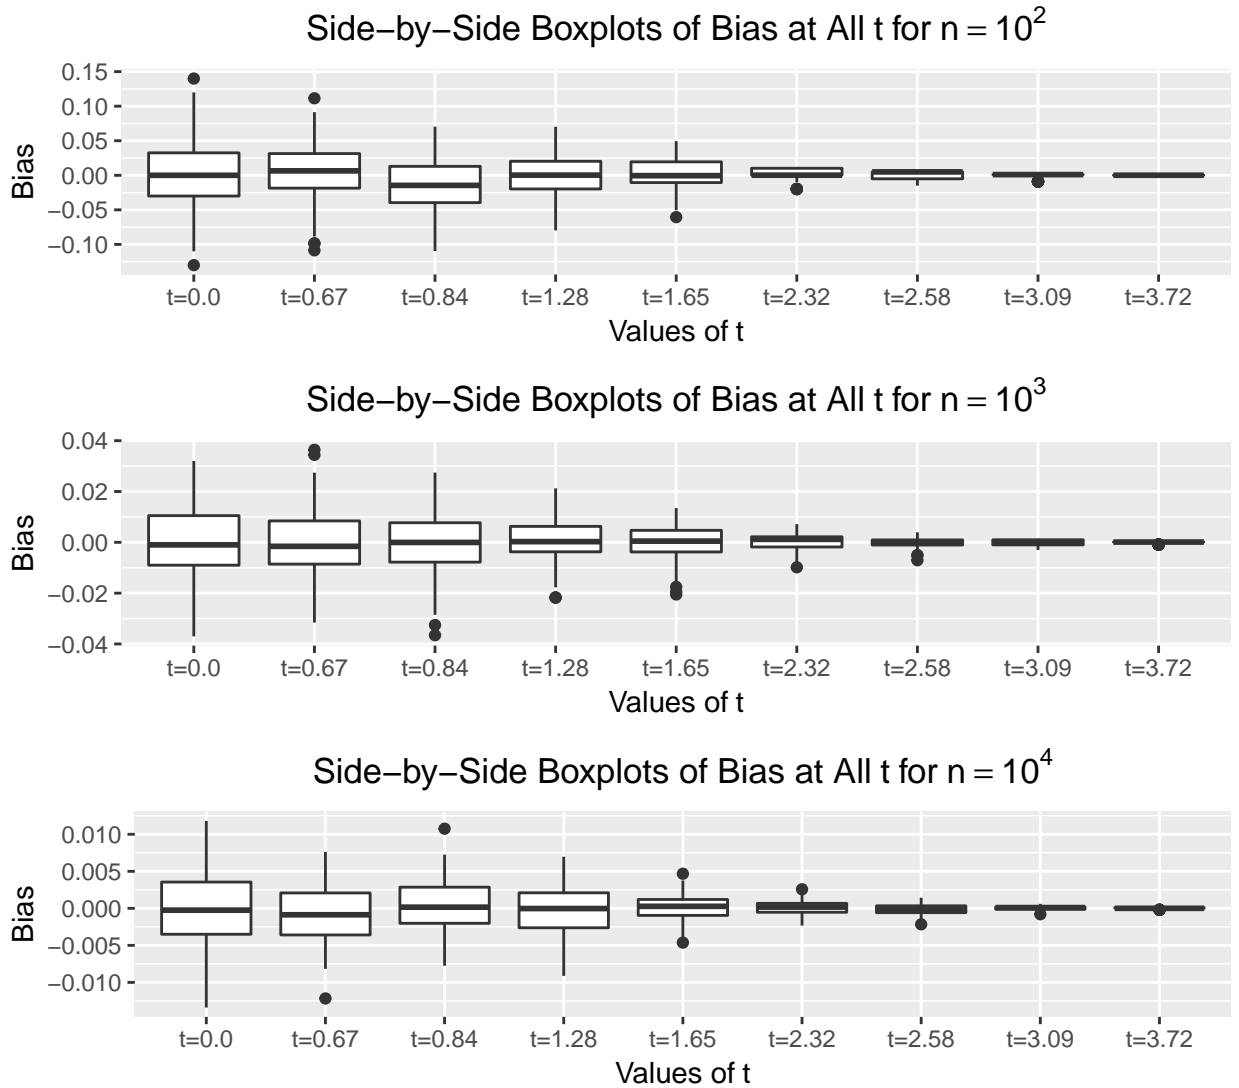 Side−by−Side Boxplots of Bias at All t for n = 10²
0.15
0.10
0.05
0.00
−0.05
−0.10
Bias
t=0.0 t=0.67 t=0.84 t=1.28 t=1.65 t=2.32 t=2.58 t=3.09 t=3.72
Values of t
Side−by−Side Boxplots of Bias at All t for n = 10³
0.04
0.02
0.00
−0.02
−0.04
Bias
t=0.0 t=0.67 t=0.84 t=1.28 t=1.65 t=2.32 t=2.58 t=3.09 t=3.72
Values of t
Side−by−Side Boxplots of Bias at All t for n = 10⁴
0.010
0.005
0.000
−0.005
−0.010
Bias
t=0.0 t=0.67 t=0.84 t=1.28 t=1.65 t=2.32 t=2.58 t=3.09 t=3.72
Values of t